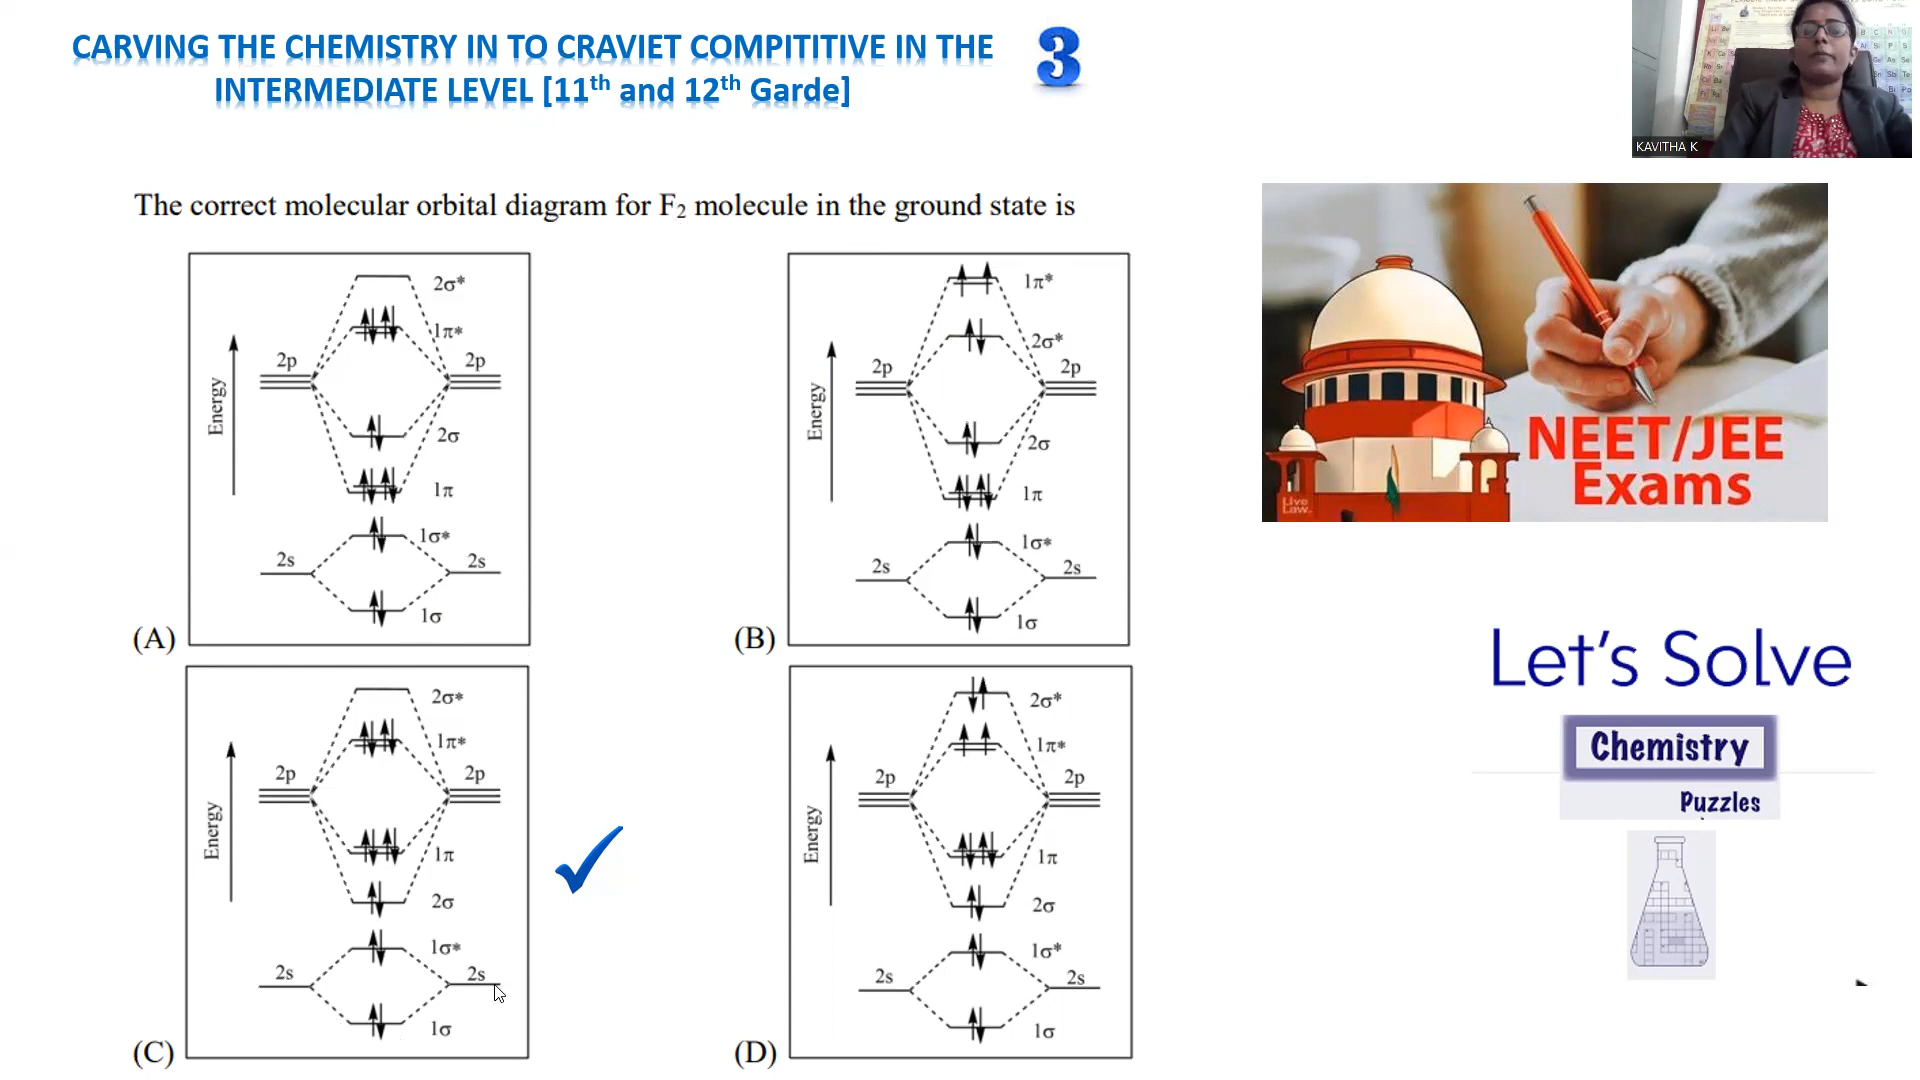 CARVING THE CHEMISTRY IN TO CRAVIET COMPITITIVE IN THE
INTERMEDIATE LEVEL [11th and 12th Garde]
3
KAVITHA K
The correct molecular orbital diagram for F2 molecule in the ground state is
2σ*
1π*
2p
2p
Energy
2σ
1π
1σ*
2s
2s
1σ
(A)
1π*
2σ*
2p
2p
Energy
2σ
1π
1σ*
2s
2s
1σ
(B)
2σ*
1π*
2p
2p
Energy
1π
2σ
1σ*
2s
2s
1σ
(C)
2σ*
1π*
2p
2p
Energy
1π
2σ
1σ*
2s
2s
1σ
(D)
NEET/JEE
Exams
Live
Law
Let's Solve
Chemistry
Puzzles